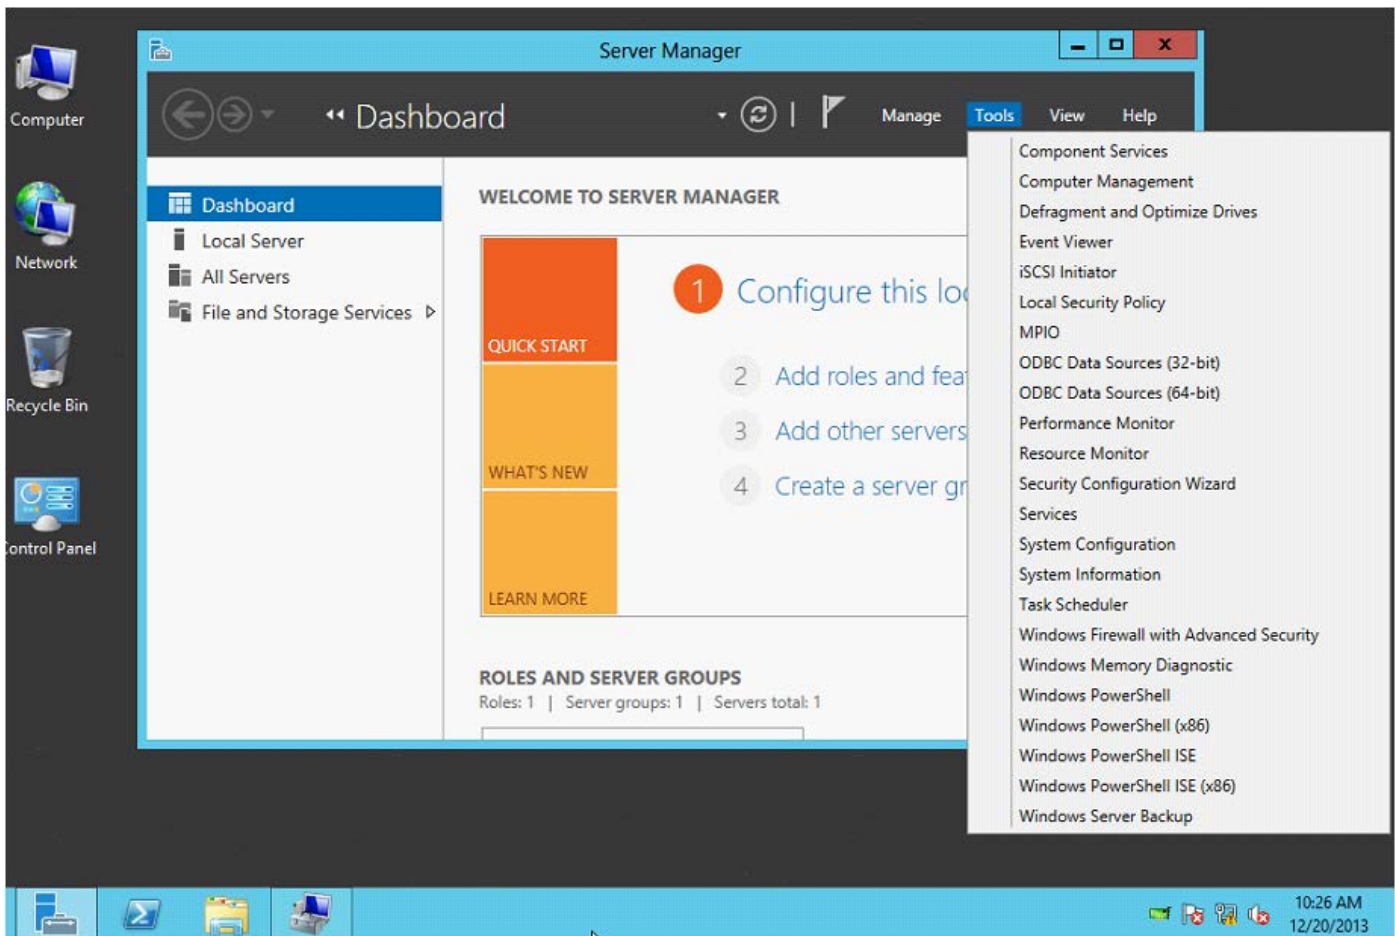 Computer
Network
Recycle Bin
ontrol Panel
Server Manager
Dashboard
Manage Tools View Help
Dashboard
Local Server
All Servers
File and Storage Services
WELCOME TO SERVER MANAGER
QUICK START
WHAT'S NEW
LEARN MORE
1 Configure this loc
2 Add roles and fea
3 Add other servers
4 Create a server gr
ROLES AND SERVER GROUPS
Roles: 1 | Server groups: 1 | Servers total: 1
Component Services
Computer Management
Defragment and Optimize Drives
Event Viewer
iSCSI Initiator
Local Security Policy
MPIO
ODBC Data Sources (32-bit)
ODBC Data Sources (64-bit)
Performance Monitor
Resource Monitor
Security Configuration Wizard
Services
System Configuration
System Information
Task Scheduler
Windows Firewall with Advanced Security
Windows Memory Diagnostic
Windows PowerShell
Windows PowerShell (x86)
Windows PowerShell ISE
Windows PowerShell ISE (x86)
Windows Server Backup
10:26 AM
12/20/2013